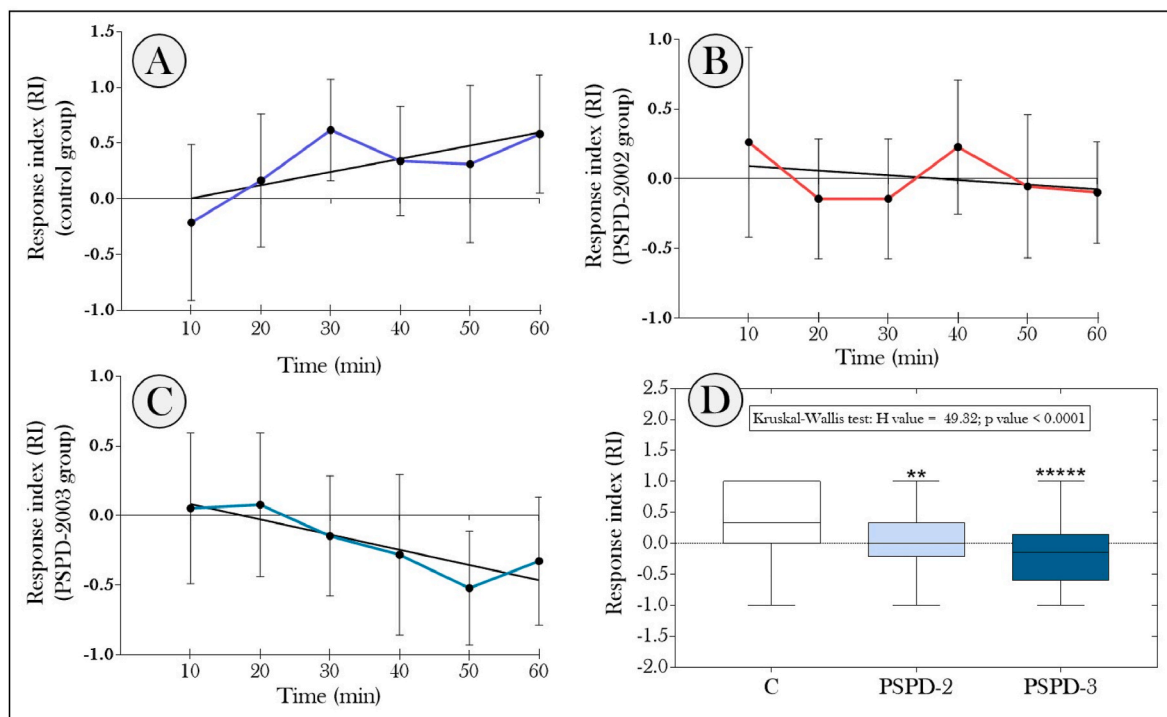 A
Response index (RI)
(control group)
1.5
1.0
0.5
0.0
-0.5
-1.0
10 20 30 40 50 60
Time (min)
B
Response index (RI)
(PSPD-2002 group)
1.0
0.5
0.0
-0.5
-1.0
10 20 30 40 50 60
Time (min)
C
Response index (RI)
(PSPD-2003 group)
1.0
0.5
0.0
-0.5
-1.0
10 20 30 40 50 60
Time (min)
D
Response index (RI)
2.5
2.0
1.5
1.0
0.5
0.0
-0.5
-1.0
-1.5
-2.0
Kruskal-Wallis test: H value = 49.32; p value < 0.0001
** *****
C PSPD-2 PSPD-3